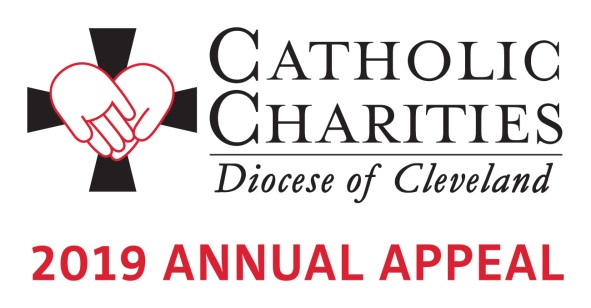 CATHOLIC
CHARITIES
Diocese of Cleveland
2019 ANNUAL APPEAL